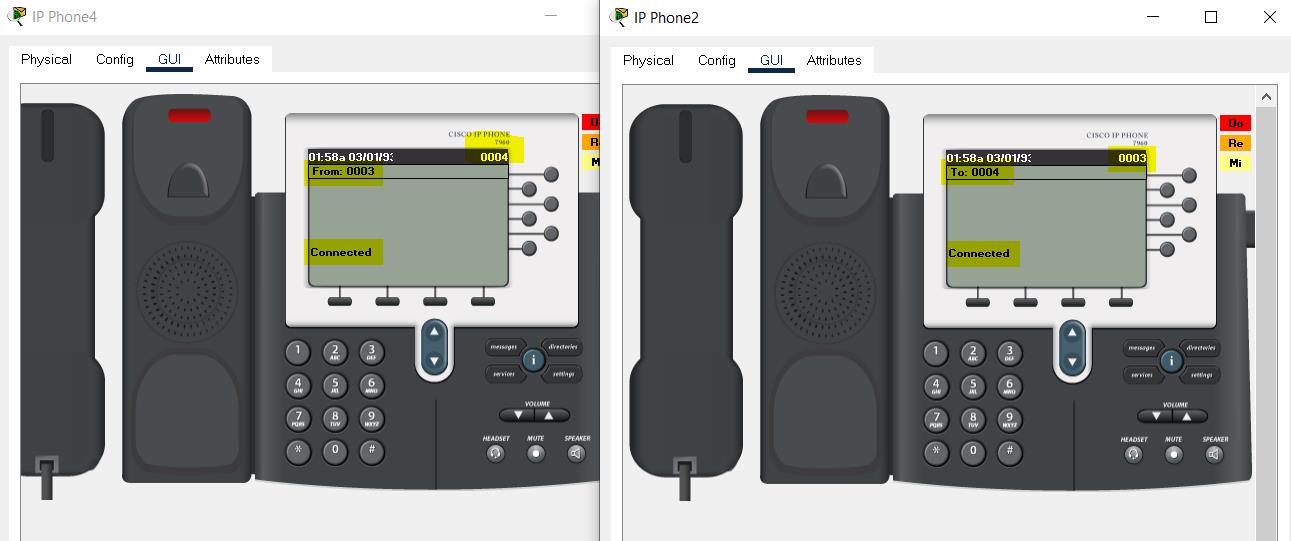 IP Phone4
Physical Config GUI Attributes
CISCO IP PHONE
7960
01:58a 03/01/93 0004
From: 0003
Connected
1 2 ABC 3 DEF
4 GHI 5 JKL 6 MNO
7 PQRS 8 TUV 9 WXYZ
* 0 #
messages directories
i
services settings
VOLUME
HEADSET MUTE SPEAKER
IP Phone2
Physical Config GUI Attributes
CISCO IP PHONE
7960
Do
Re
Mi
01:58a 03/01/93 0003
To: 0004
Connected
1 2 ABC 3 DEF
4 GHI 5 JKL 6 MNO
7 PQRS 8 TUV 9 WXYZ
* 0 #
messages directories
i
services settings
VOLUME
HEADSET MUTE SPEAKER